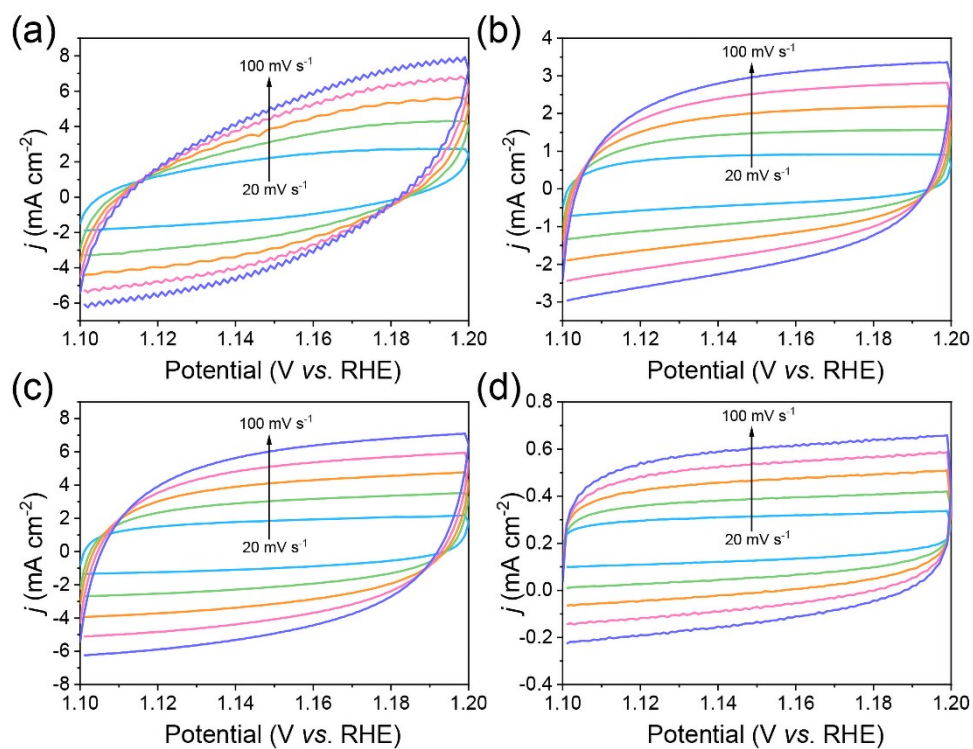 (a)
8
6
4
2
0
-2
-4
-6
j (mA cm⁻²)
100 mV s⁻¹
20 mV s⁻¹
1.10 1.12 1.14 1.16 1.18 1.20
Potential (V vs. RHE)
(b)
4
3
2
1
0
-1
-2
-3
j (mA cm⁻²)
100 mV s⁻¹
20 mV s⁻¹
1.10 1.12 1.14 1.16 1.18 1.20
Potential (V vs. RHE)
(c)
8
6
4
2
0
-2
-4
-6
-8
j (mA cm⁻²)
100 mV s⁻¹
20 mV s⁻¹
1.10 1.12 1.14 1.16 1.18 1.20
Potential (V vs. RHE)
(d)
0.8
0.6
0.4
0.2
0.0
-0.2
-0.4
j (mA cm⁻²)
100 mV s⁻¹
20 mV s⁻¹
1.10 1.12 1.14 1.16 1.18 1.20
Potential (V vs. RHE)